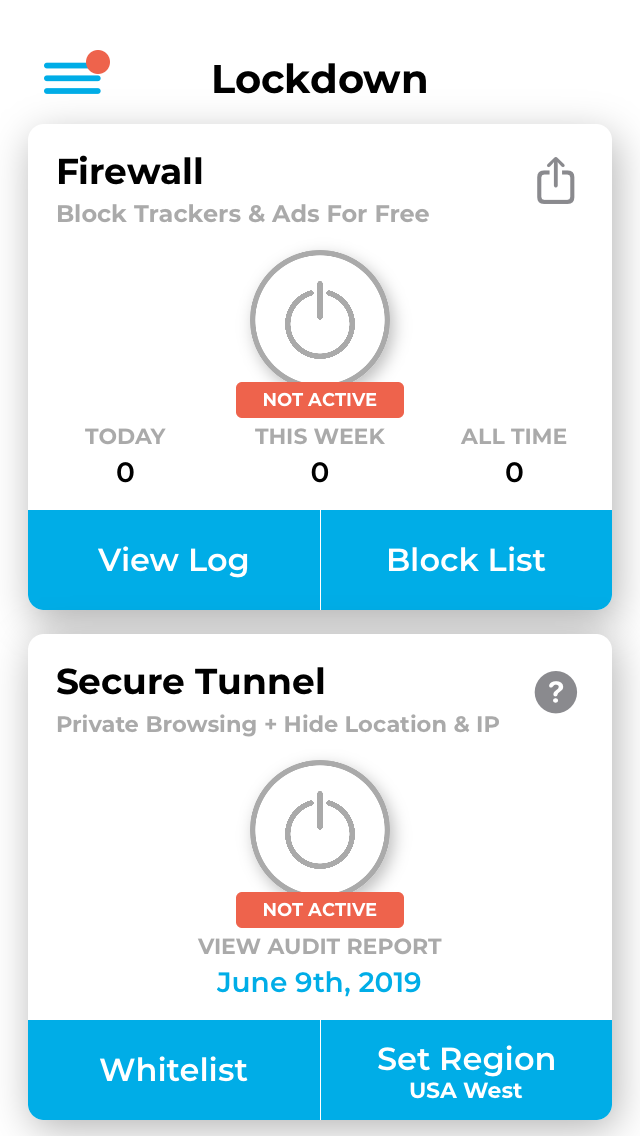 Lockdown
Firewall
Block Trackers & Ads For Free
NOT ACTIVE
TODAY THIS WEEK ALL TIME
0 0 0
View Log Block List
Secure Tunnel
?
Private Browsing + Hide Location & IP
NOT ACTIVE
VIEW AUDIT REPORT
June 9th, 2019
Whitelist Set Region
USA West